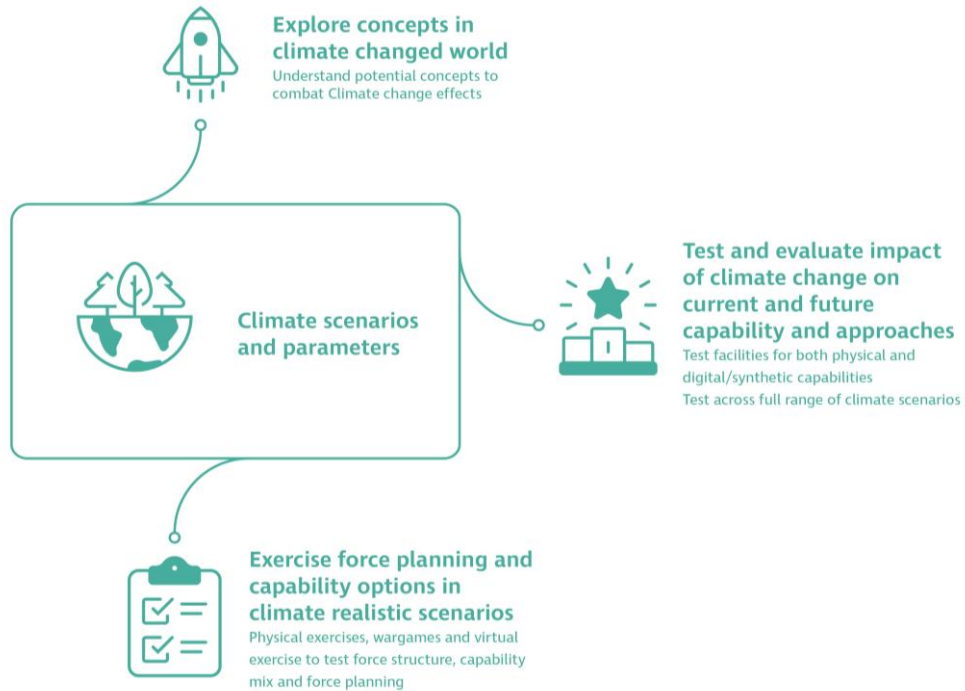 Explore concepts in
climate changed world
Understand potential concepts to
combat Climate change effects
Climate scenarios
and parameters
Test and evaluate impact
of climate change on
current and future
capability and approaches
Test facilities for both physical and
digital/synthetic capabilities
Test across full range of climate scenarios
Exercise force planning and
capability options in
climate realistic scenarios
Physical exercises, wargames and virtual
exercise to test force structure, capability
mix and force planning